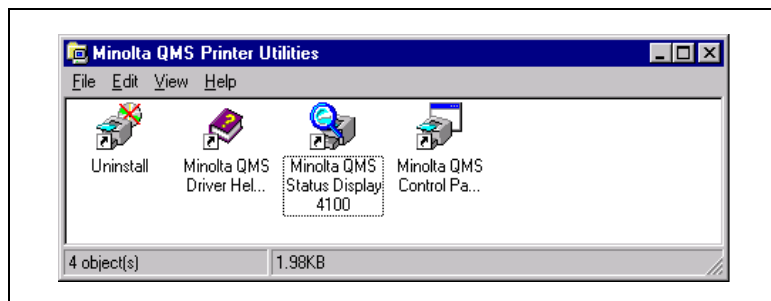 Minolta QMS Printer Utilities
File Edit View Help
Uninstall
Minolta QMS
Driver Hel...
Minolta QMS
Status Display
4100
Minolta QMS
Control Pa...
4 object(s)
1.98KB